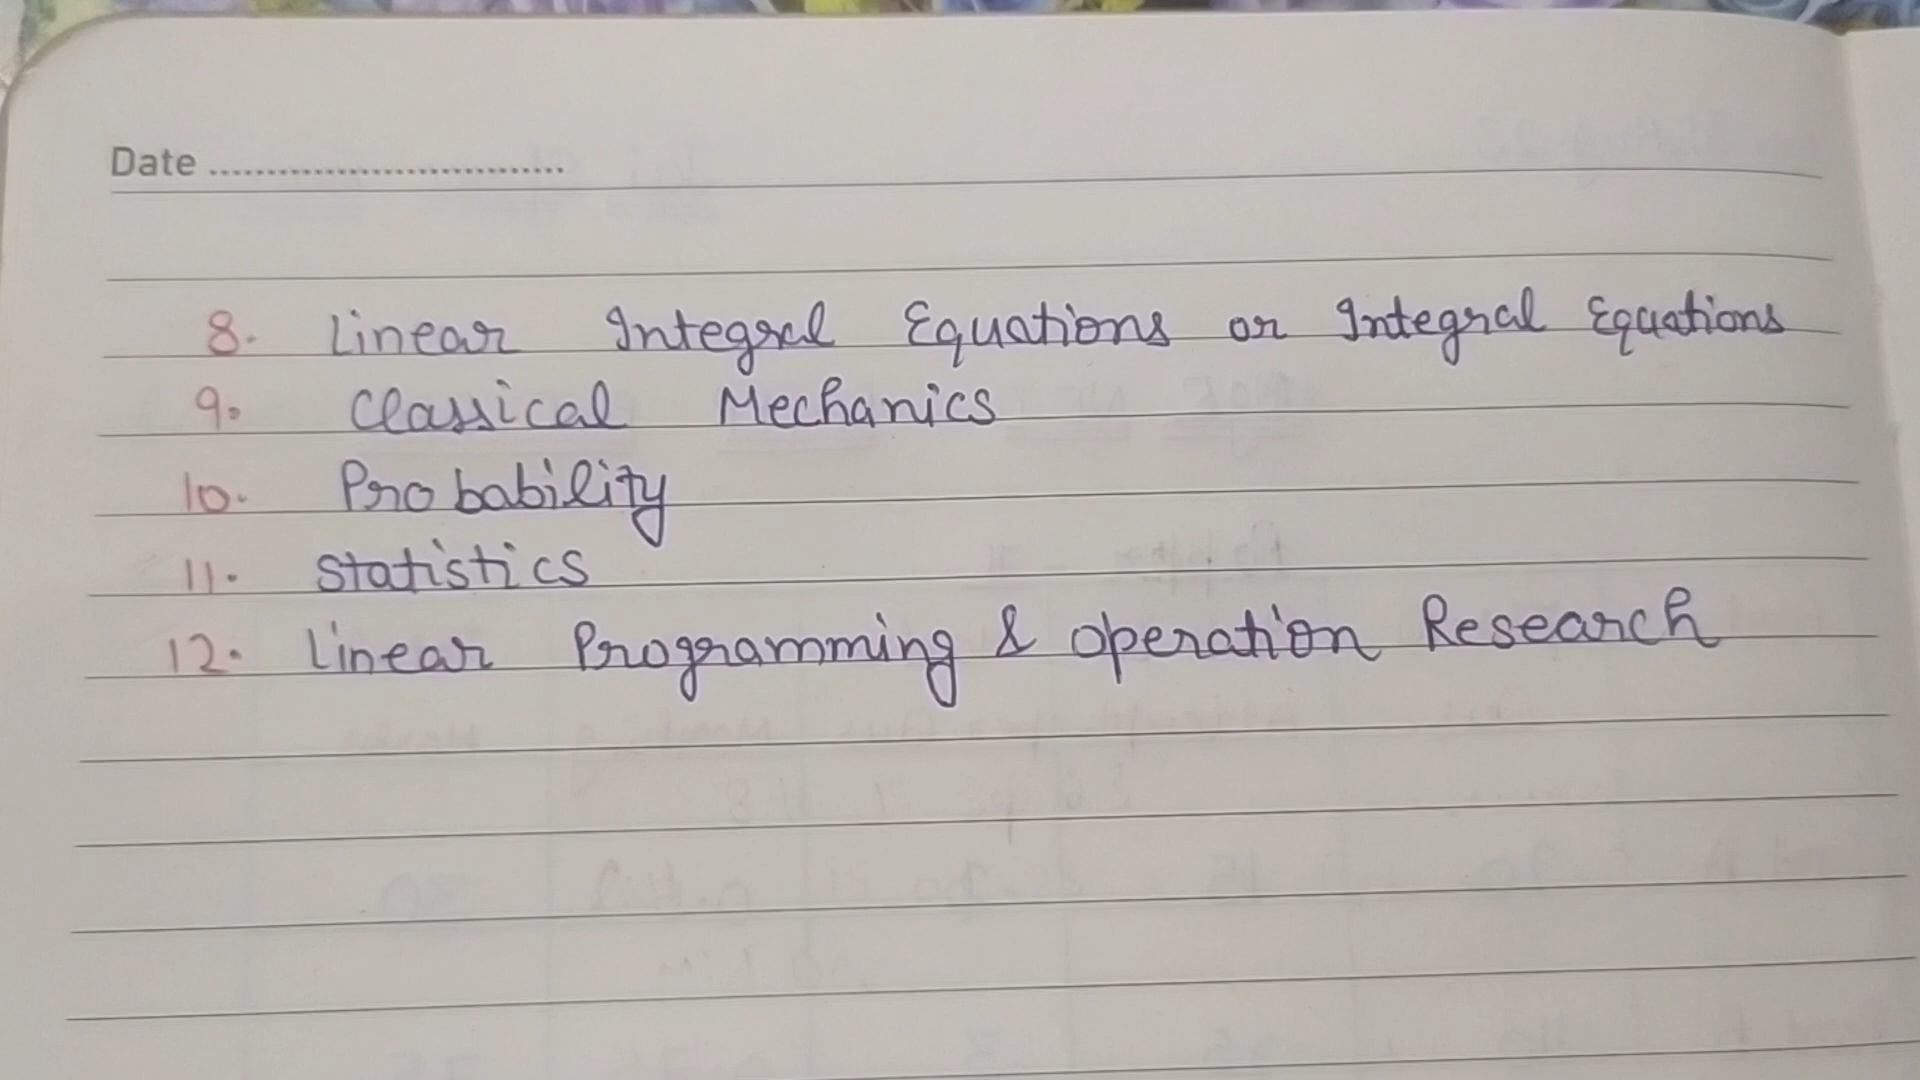 Date ..............................
8. Linear Integral Equations or Integral Equations
9. Classical Mechanics
10. Probability
11. Statistics
12. Linear Programming & Operation Research